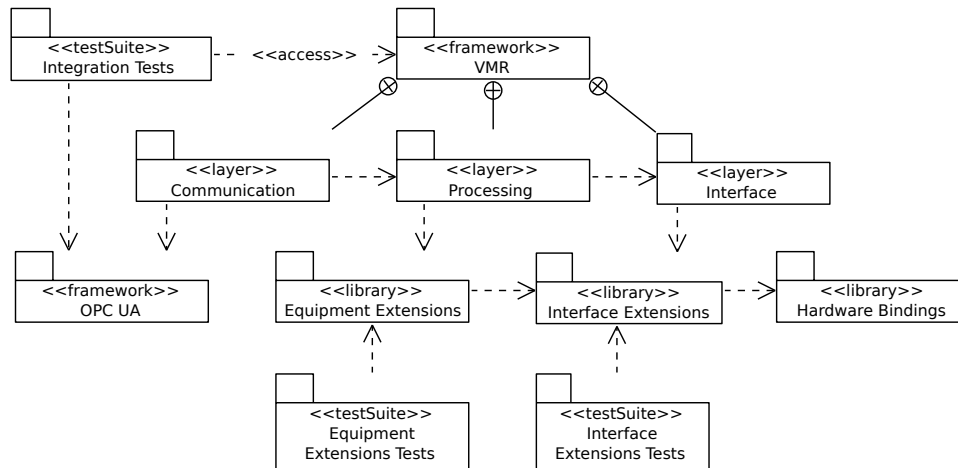 <<testSuite>>
Integration Tests
<<access>>
<<framework>>
VMR
<<layer>>
Communication
<<layer>>
Processing
<<layer>>
Interface
<<framework>>
OPC UA
<<library>>
Equipment Extensions
<<library>>
Interface Extensions
<<library>>
Hardware Bindings
<<testSuite>>
Equipment
Extensions Tests
<<testSuite>>
Interface
Extensions Tests